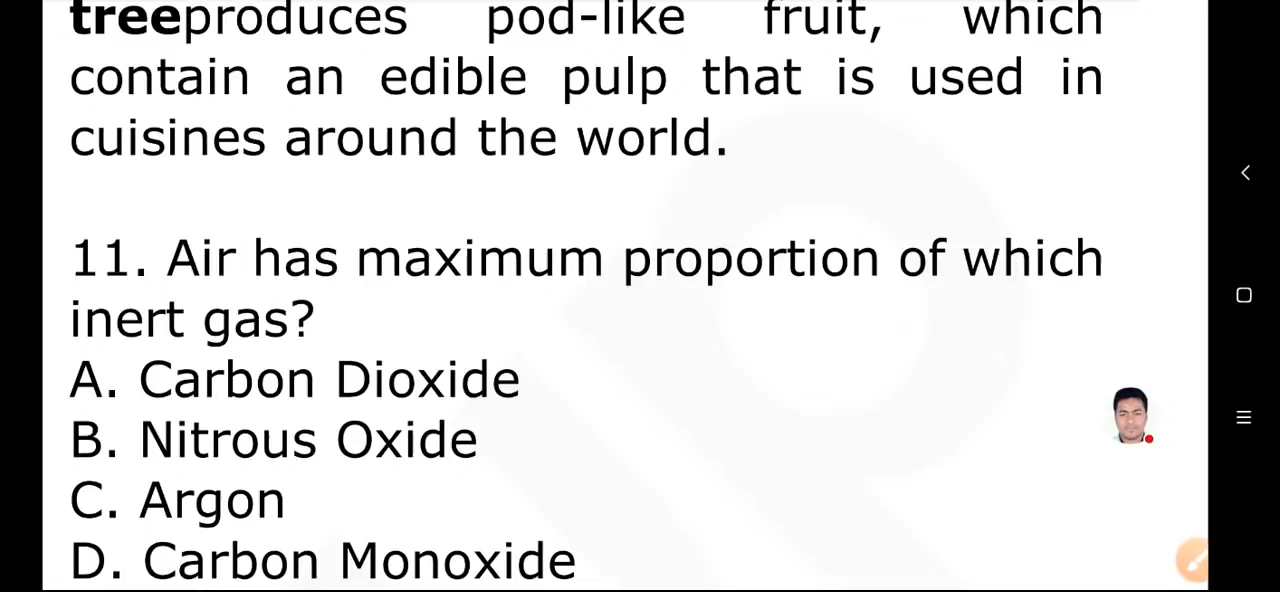 treeproduces pod-like fruit, which
contain an edible pulp that is used in
cuisines around the world.
11. Air has maximum proportion of which
inert gas?
A. Carbon Dioxide
B. Nitrous Oxide
C. Argon
D. Carbon Monoxide